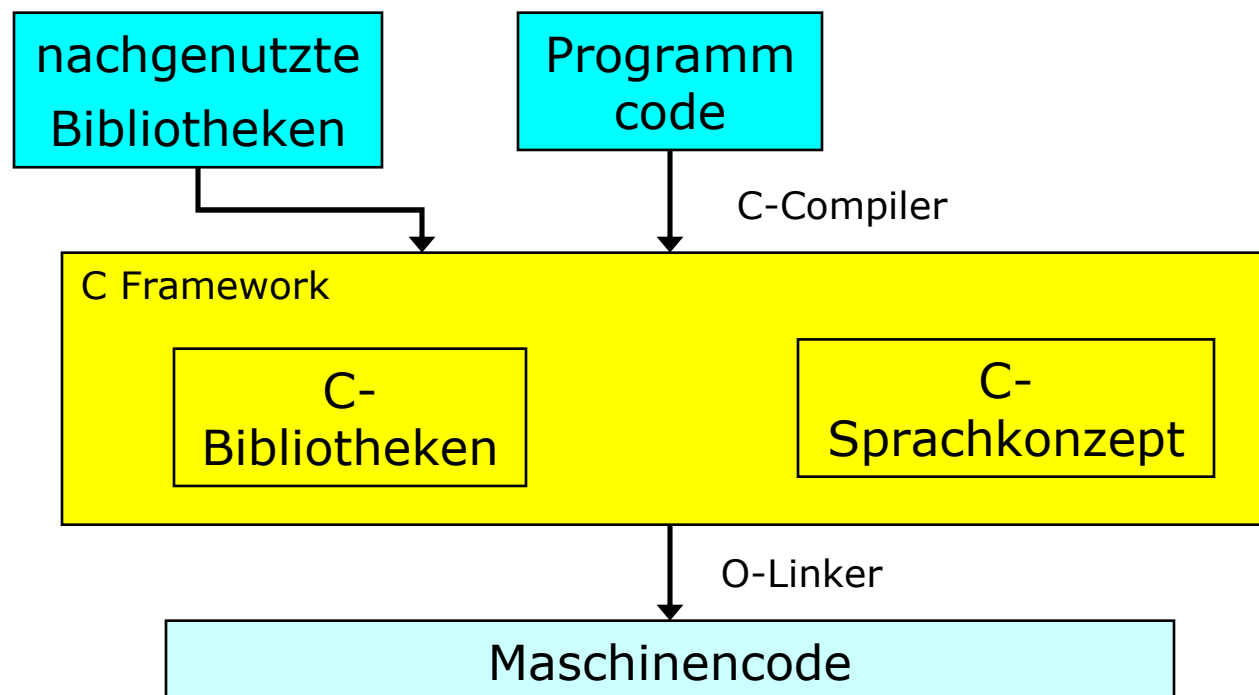 nachgenutzte
Bibliotheken
Programm
code
C-Compiler
C Framework
C-
Bibliotheken
C-
Sprachkonzept
O-Linker
Maschinencode